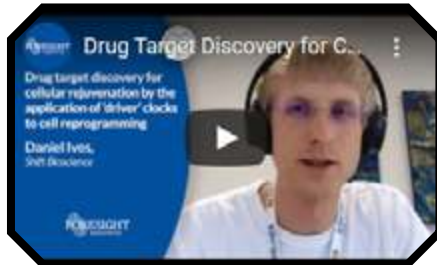 FORESIGHT
Drug Target Discovery for C...
Drug target discovery for
cellular rejuvenation by the
application of 'driver' clocks
to cell reprogramming
Daniel Ives,
Shift Bioscience
FORESIGHT